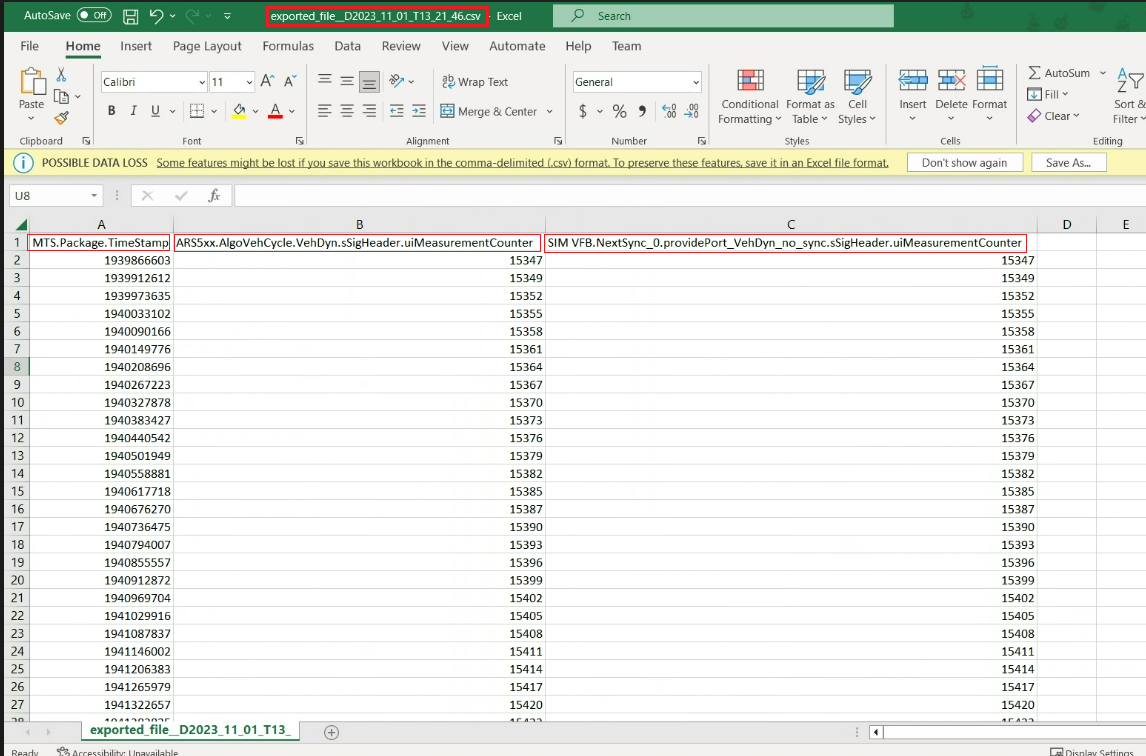 AutoSave Off exported_file__D2023_11_01_T13_21_46.csv - Excel Search
File Home Insert Page Layout Formulas Data Review View Automate Help Team
Paste Calibri 11 A A Wrap Text General Conditional Formatting Format as Table Cell Styles Insert Delete Format AutoSum Sort & Filter
B I U A Merge & Center $ % Fill Clear
Clipboard Font Alignment Number Styles Cells Editing
POSSIBLE DATA LOSS Some features might be lost if you save this workbook in the comma-delimited (.csv) format. To preserve these features, save it in an Excel file format. Don't show again Save As...
U8 fx
A B C D E
1 MTS.Package.TimeStamp ARS5xx.AlgoVehCycle.VehDyn.sSigHeader.uiMeasurementCounter SIM VFB.NextSync_0.providePort_VehDyn_no_sync.sSigHeader.uiMeasurementCounter
2 1939866603 15347 15347
3 1939912612 15349 15349
4 1939973635 15352 15352
5 1940033102 15355 15355
6 1940090166 15358 15358
7 1940149776 15361 15361
8 1940208696 15364 15364
9 1940267223 15367 15367
10 1940327878 15370 15370
11 1940383427 15373 15373
12 1940440542 15376 15376
13 1940501949 15379 15379
14 1940558881 15382 15382
15 1940617718 15385 15385
16 1940676270 15387 15387
17 1940736475 15390 15390
18 1940794007 15393 15393
19 1940855557 15396 15396
20 1940912872 15399 15399
21 1940969704 15402 15402
22 1941029916 15405 15405
23 1941087837 15408 15408
24 1941146002 15411 15411
25 1941206383 15414 15414
26 1941265979 15417 15417
27 1941322657 15420 15420
exported_file__D2023_11_01_T13_
Ready Accessibility: Unavailable Display Settings